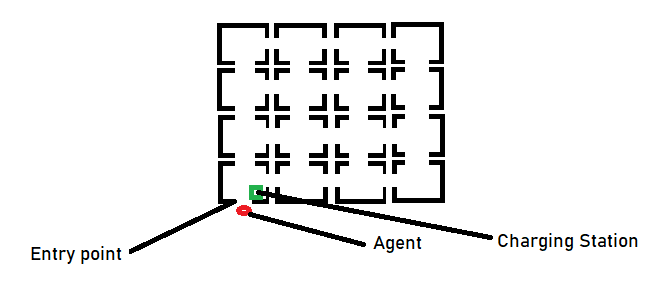 Entry point
Agent
Charging Station